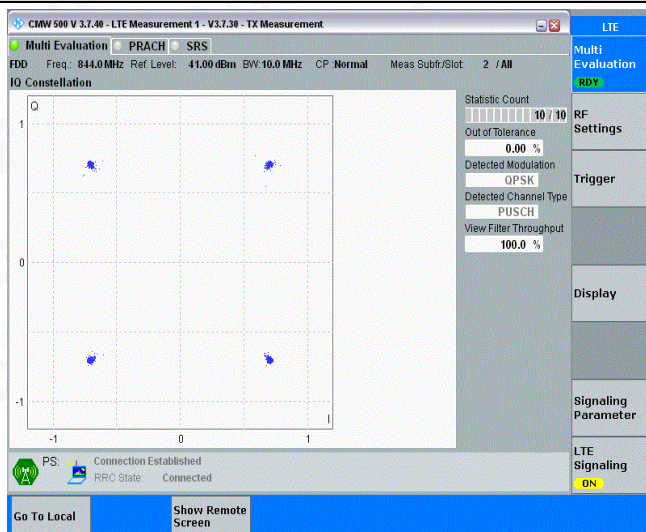 CMW 500 V 3.7.40 - LTE Measurement 1 - V3.7.30 - TX Measurement
LTE
Multi Evaluation PRACH SRS
Multi
Evaluation
RDY
FDD Freq.: 844.0 MHz Ref. Level: 41.00 dBm BW: 10.0 MHz CP : Normal Meas Subfr./Slot: 2 / All
IQ Constellation
Q
1
0
-1
I
-1 0 1
Statistic Count
10 / 10
Out of Tolerance
0.00 %
Detected Modulation
QPSK
Detected Channel Type
PUSCH
View Filter Throughput
100.0 %
RF
Settings
Trigger
Display
Signaling
Parameter
LTE
Signaling
ON
PS: Connection Established
RRC State: Connected
Go To Local
Show Remote
Screen